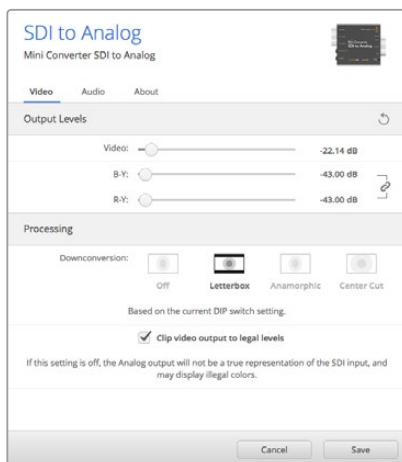 SDI to Analog
Mini Converter SDI to Analog
Video Audio About
Output Levels
Video: -22.14 dB
B-Y: -43.00 dB
R-Y: -43.00 dB
Processing
Downconversion:
Off Letterbox Anamorphic Center Cut
Based on the current DIP switch setting.
Clip video output to legal levels
If this setting is off, the Analog output will not be a true representation of the SDI input, and
may display illegal colors.
Cancel Save